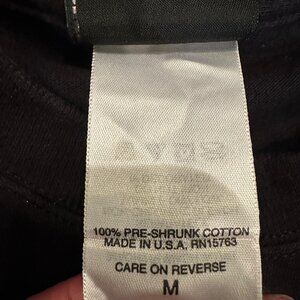 100% PRE-SHRUNK COTTON
MADE IN U.S.A. RN15763
CARE ON REVERSE
M